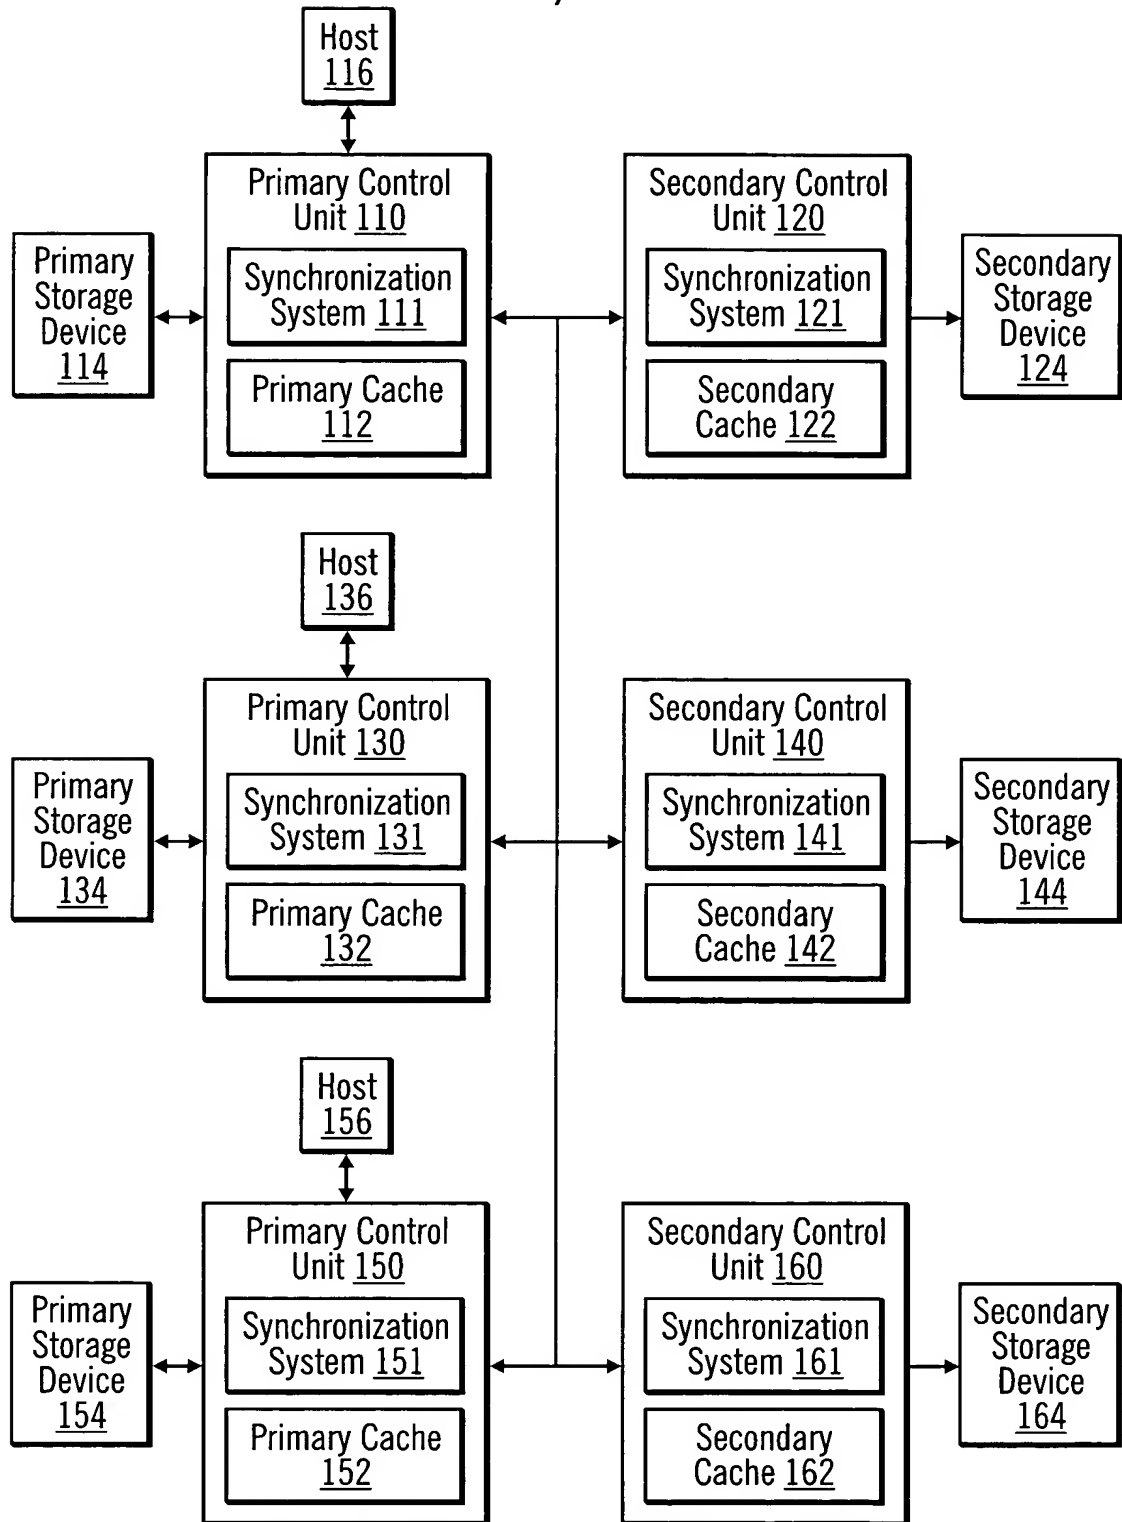 Host
116
Primary Control
Unit 110
Synchronization
System 111
Primary Cache
112
Primary
Storage
Device
114
Secondary Control
Unit 120
Synchronization
System 121
Secondary
Cache 122
Secondary
Storage
Device
124
Host
136
Primary Control
Unit 130
Synchronization
System 131
Primary Cache
132
Primary
Storage
Device
134
Secondary Control
Unit 140
Synchronization
System 141
Secondary
Cache 142
Secondary
Storage
Device
144
Host
156
Primary Control
Unit 150
Synchronization
System 151
Primary Cache
152
Primary
Storage
Device
154
Secondary Control
Unit 160
Synchronization
System 161
Secondary
Cache 162
Secondary
Storage
Device
164